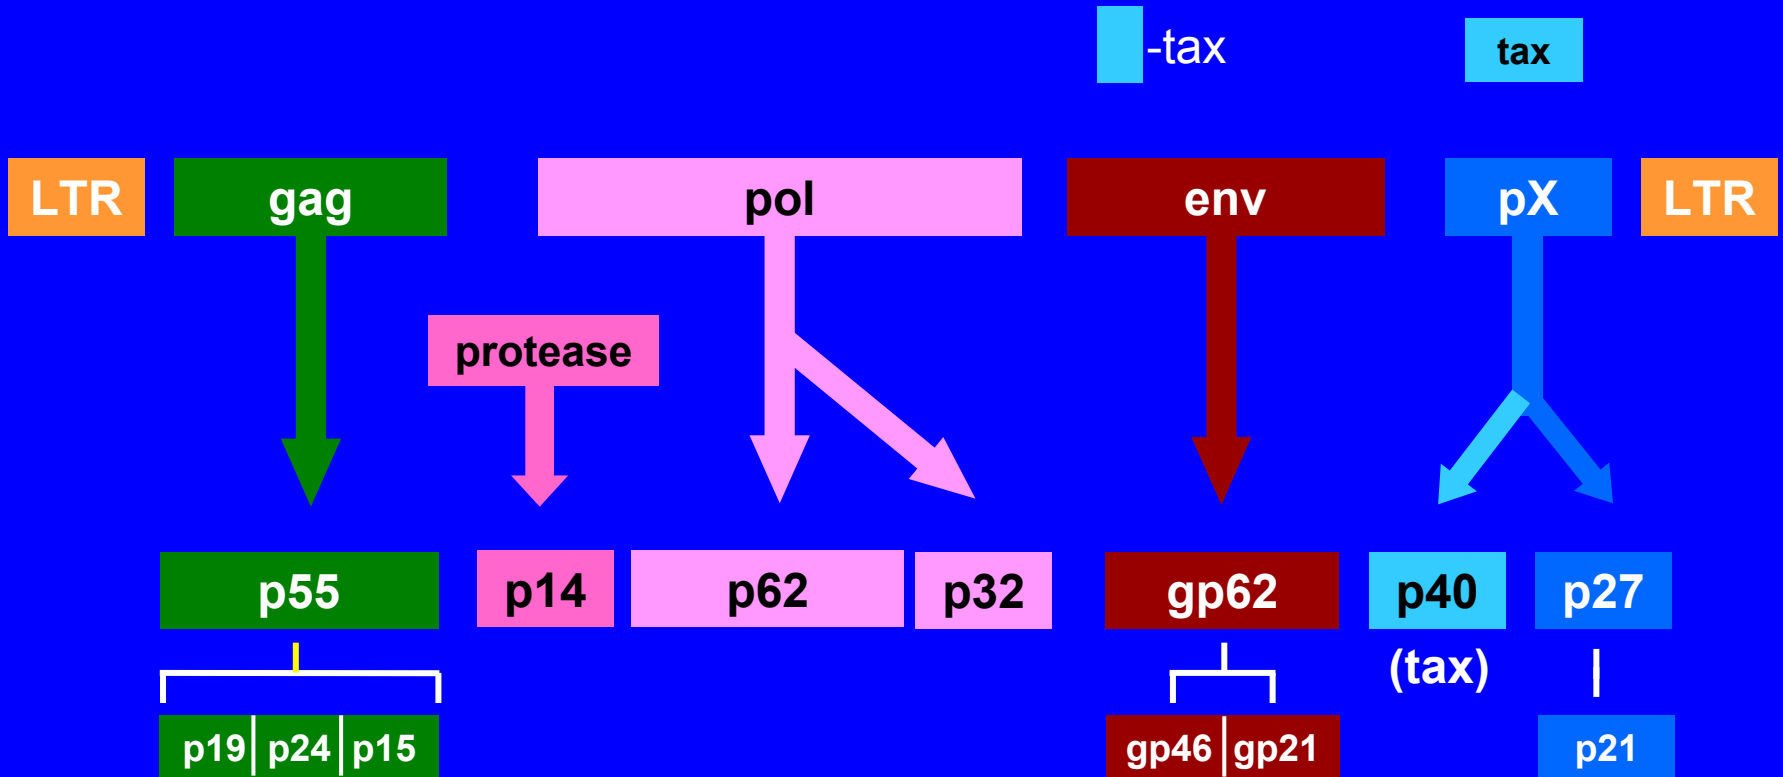 -tax
tax
LTR
gag
pol
env
pX
LTR
protease
p55
p14
p62
p32
gp62
p40
p27
(tax)
p19
p24
p15
gp46
gp21
p21